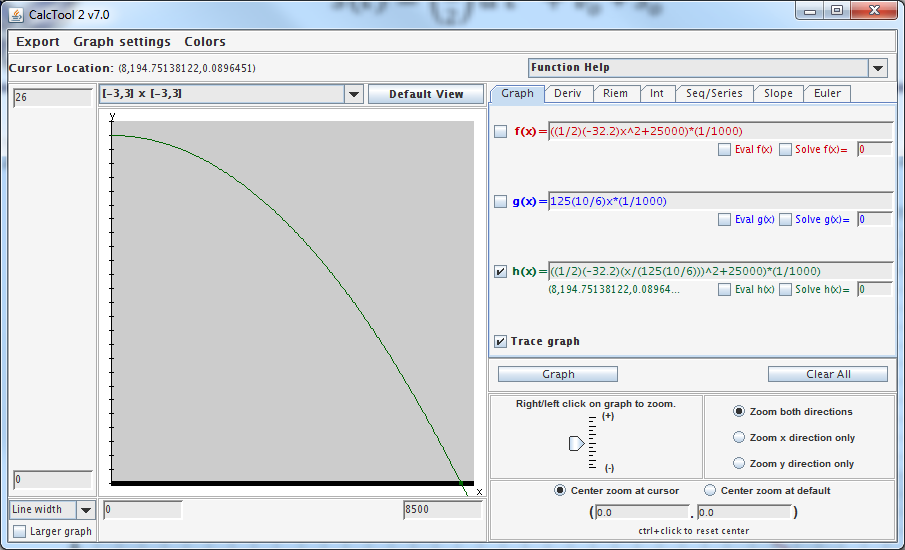 CalcTool 2 v7.0
Export Graph settings Colors
Cursor Location: (8,194.75138122,0.0896451)
Function Help
26
[-3,3] x [-3,3]
Default View
Graph Deriv Riem Int Seq/Series Slope Euler
y
f(x)=((1/2)(-32.2)x^2+25000)*(1/1000)
Eval f(x) Solve f(x)= 0
g(x)=125(10/6)x*(1/1000)
Eval g(x) Solve g(x)= 0
h(x)=((1/2)(-32.2)(x/(125(10/6)))^2+25000)*(1/1000)
(8,194.75138122,0.08964... Eval h(x) Solve h(x)= 0
Trace graph
Graph Clear All
Right/left click on graph to zoom.
(+)
(-)
Zoom both directions
Zoom x direction only
Zoom y direction only
0
x
Line width
0
8500
Larger graph
Center zoom at cursor Center zoom at default
(0.0 . 0.0 )
ctrl+click to reset center